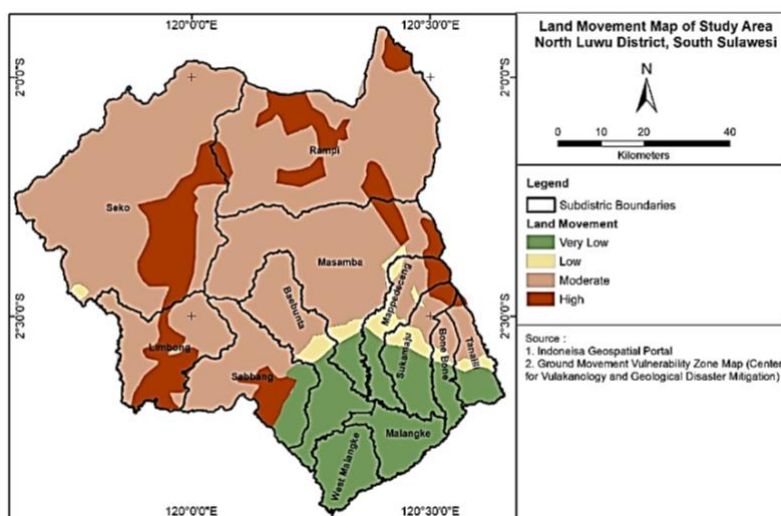 120°0'0"E
120°30'0"E
2°0'0"S
2°0'0"S
Rampi
Seko
Masamba
Mappedeceng
Baebunta
2°30'0"S
2°30'0"S
Limbong
Sukamaju
Bone Bone
Tanalili
Sabbang
Malangke
West Malangke
120°0'0"E
120°30'0"E
Land Movement Map of Study Area
North Luwu District, South Sulawesi
N
0 10 20 40
Kilometers
Legend
Subdistric Boundaries
Land Movement
Very Low
Low
Moderate
High
Source :
1. Indoneisa Geospatial Portal
2. Ground Movement Vulnerability Zone Map (Center
for Vulakanology and Geological Disaster Mitigation)